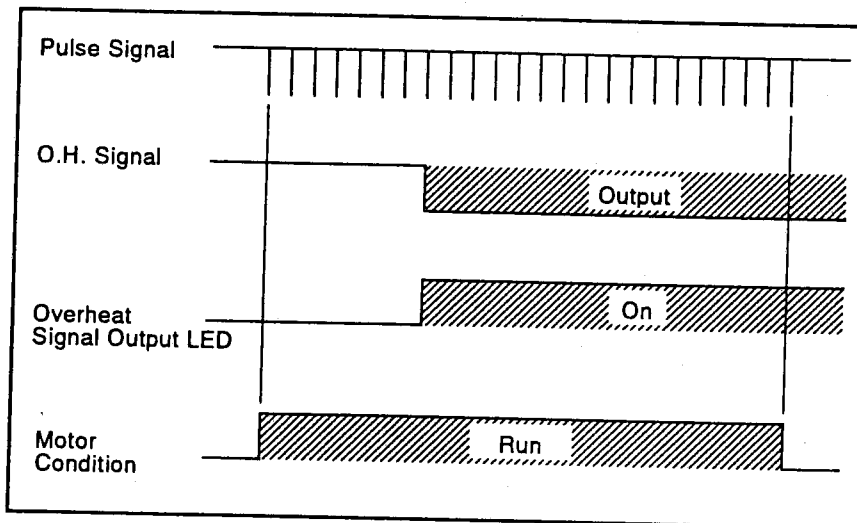 Pulse Signal
O.H. Signal
Output
Overheat
Signal Output LED
On
Motor
Condition
Run